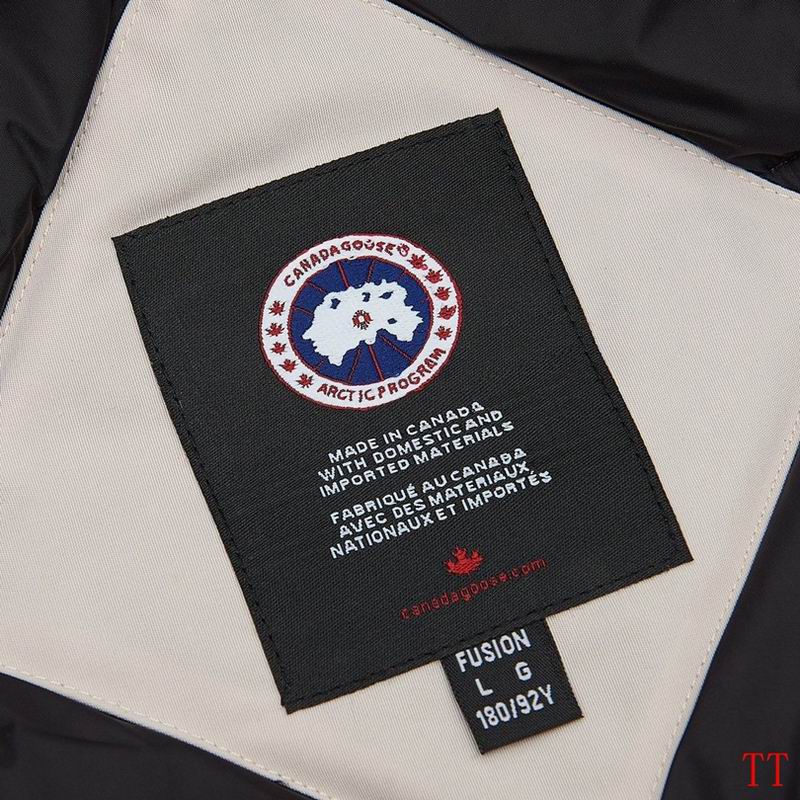 CANADA GOOSE®
ARCTIC PROGRAM
MADE IN CANADA
WITH DOMESTIC AND
IMPORTED MATERIALS
FABRIQUÉ AU CANADA
AVEC DES MATERIAUX
NATIONAUX ET IMPORTÉS
canadagoose.com
FUSION
L G
180/92Y
TT